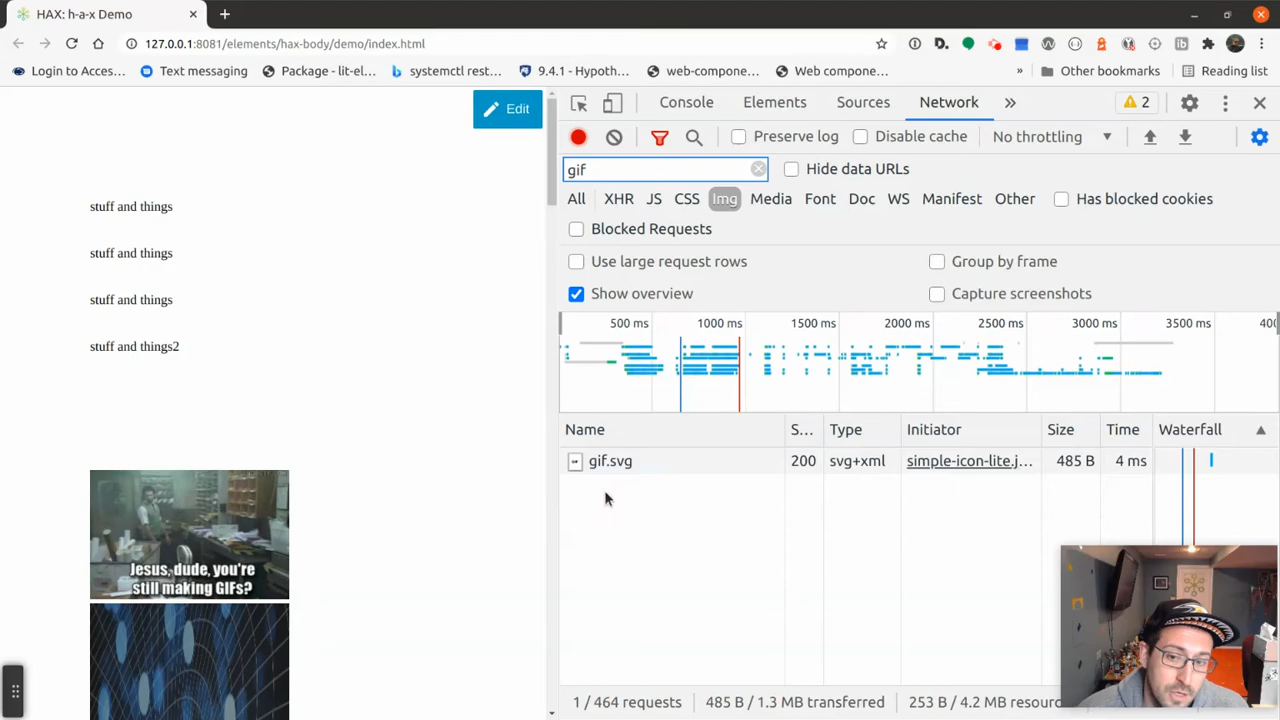 HAX: h-a-x Demo
127.0.0.1:8081/elements/hax-body/demo/index.html
Login to Acces...
Text messaging
Package - lit-el...
systemctl rest...
9.4.1 - Hypoth...
web-compone...
Web compone...
»
Other bookmarks
Reading list
Edit
stuff and things
stuff and things
stuff and things
stuff and things2
Jesus, dude, you're
still making GIFs?
Console
Elements
Sources
Network
»
2
Preserve log
Disable cache
No throttling
gif
Hide data URLs
All
XHR
JS
CSS
Img
Media
Font
Doc
WS
Manifest
Other
Has blocked cookies
Blocked Requests
Use large request rows
Group by frame
Show overview
Capture screenshots
500 ms
1000 ms
1500 ms
2000 ms
2500 ms
3000 ms
3500 ms
400
Name
S...
Type
Initiator
Size
Time
Waterfall
gif.svg
200
svg+xml
simple-icon-lite.j...
485 B
4 ms
1 / 464 requests
485 B / 1.3 MB transferred
253 B / 4.2 MB resourc